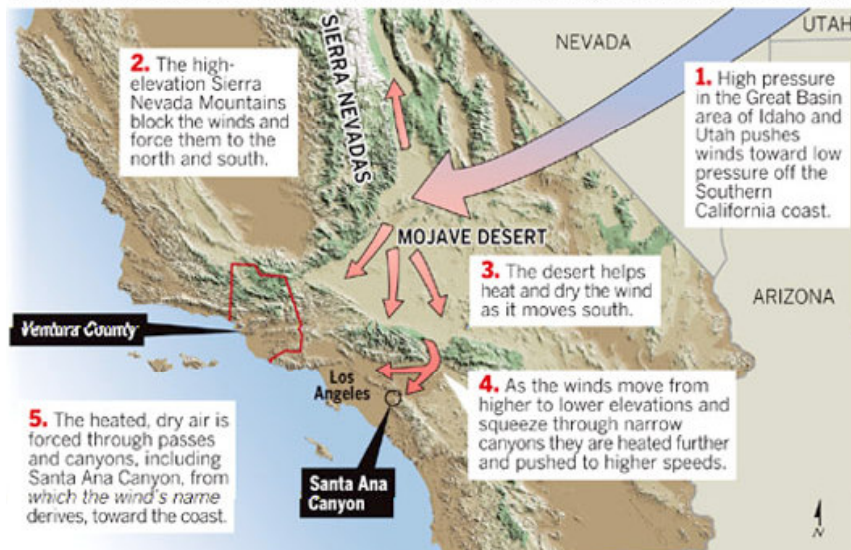 UTAH
NEVADA
SIERRA NEVADAS
2. The high-
elevation Sierra
Nevada Mountains
block the winds and
force them to the
north and south.
1. High pressure
in the Great Basin
area of Idaho and
Utah pushes
winds toward low
pressure off the
Southern
California coast.
MOJAVE DESERT
3. The desert helps
heat and dry the wind
as it moves south.
ARIZONA
Ventura County
Los
Angeles
4. As the winds move from
higher to lower elevations and
squeeze through narrow
canyons they are heated further
and pushed to higher speeds.
5. The heated, dry air is
forced through passes
and canyons, including
Santa Ana Canyon, from
which the wind's name
derives, toward the coast.
Santa Ana
Canyon
N